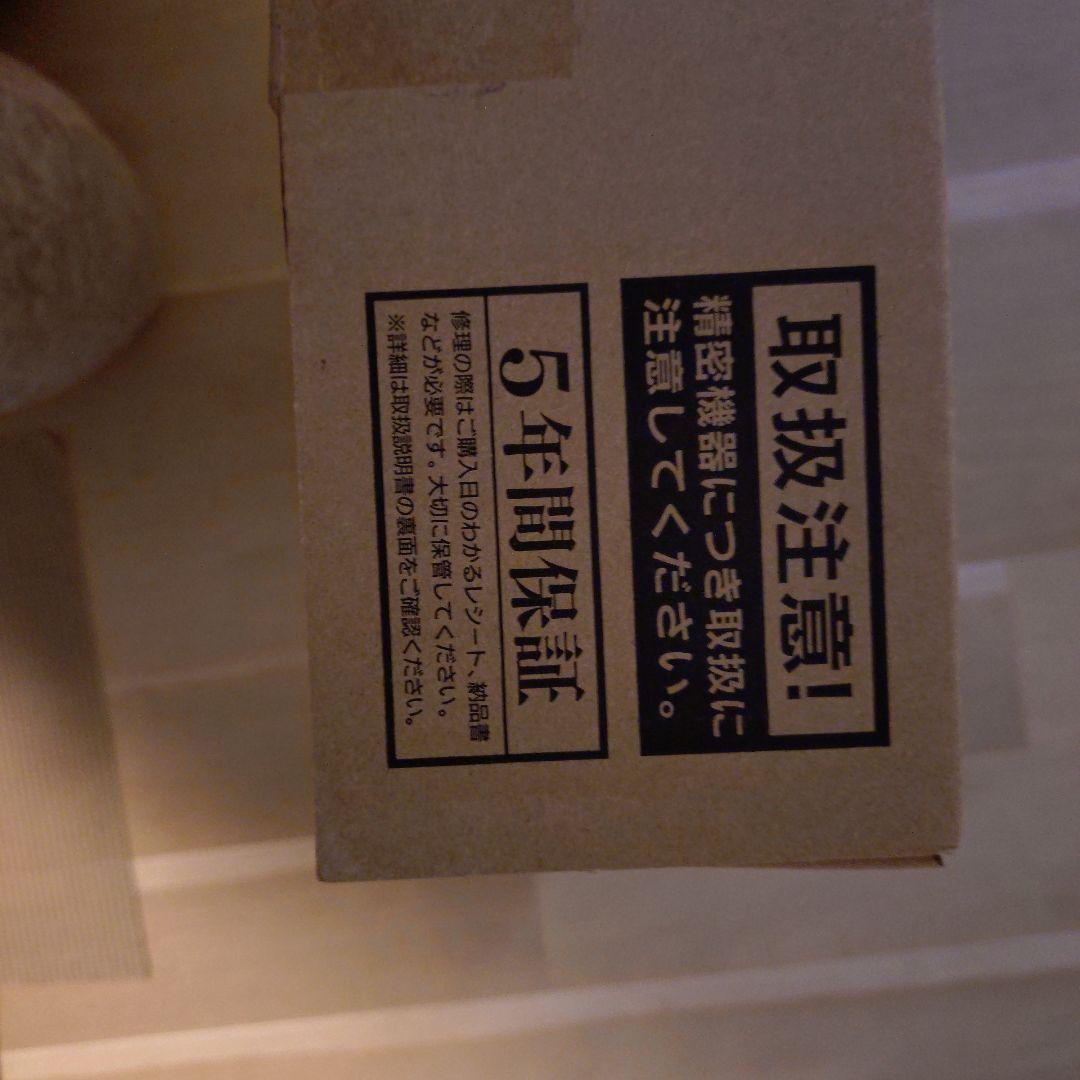 取扱注意!
精密機器につき取扱に
注意してください。
5年間保証
修理の際はご購入日のわかるレシート、納品書
などが必要です。大切に保管してください。
※詳細は取扱説明書の裏面をご確認ください。